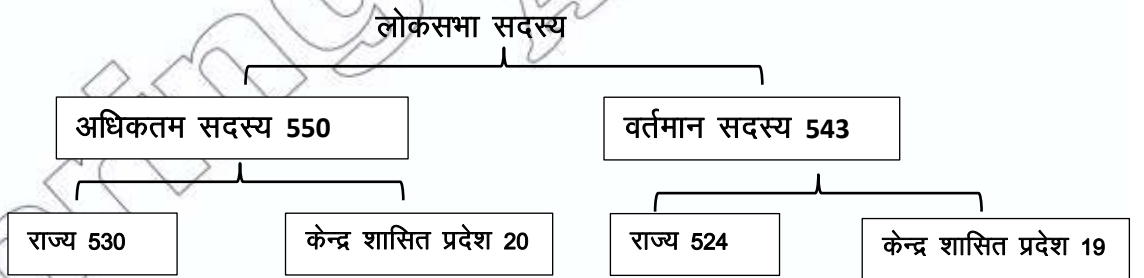 लोकसभा सदस्य
अधिकतम सदस्य 550
वर्तमान सदस्य 543
राज्य 530
केन्द्र शासित प्रदेश 20
राज्य 524
केन्द्र शासित प्रदेश 19